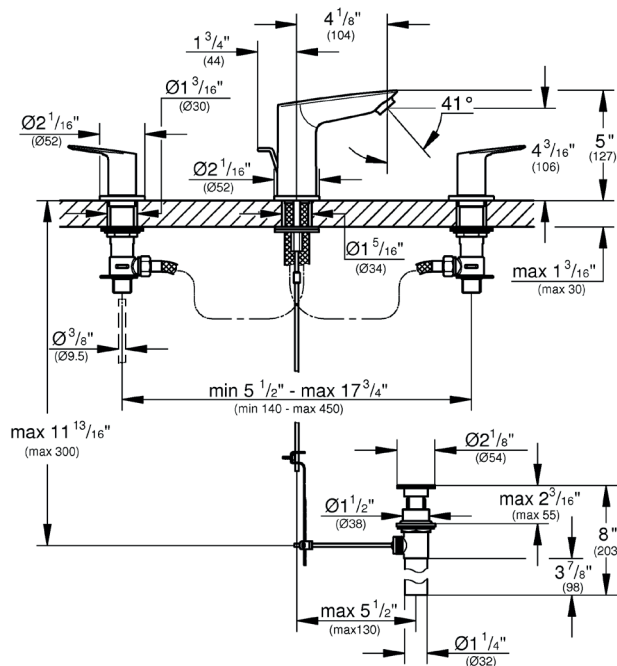 4 1/8"
(104)
1 3/4"
(44)
Ø1 3/16"
(Ø30)
41°
Ø2 1/16"
(Ø52)
5"
(127)
4 3/16"
(106)
Ø2 1/16"
(Ø52)
Ø1 5/16"
(Ø34)
max 1 3/16"
(max 30)
Ø 3/8"
(Ø9.5)
min 5 1/2" - max 17 3/4"
(min 140 - max 450)
max 11 13/16"
(max 300)
Ø2 1/8"
(Ø54)
Ø1 1/2"
(Ø38)
max 2 3/16"
(max 55)
8"
(203)
3 7/8"
(98)
max 5 1/2"
(max130)
Ø1 1/4"
(Ø32)